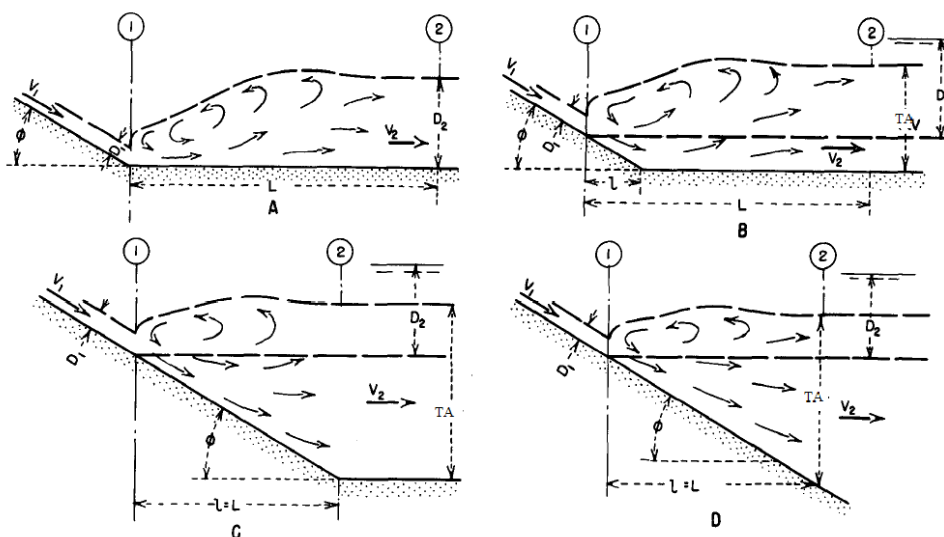 1
2
V₁
φ
D₁
D₂
V₂
L
A
1
2
V₁
φ
D₁
D
TA
V₂
l
L
B
1
2
V₁
D₁
D₂
V₂
TA
φ
l=L
C
1
2
V₁
D₁
D₂
TA
V₂
φ
l=L
D